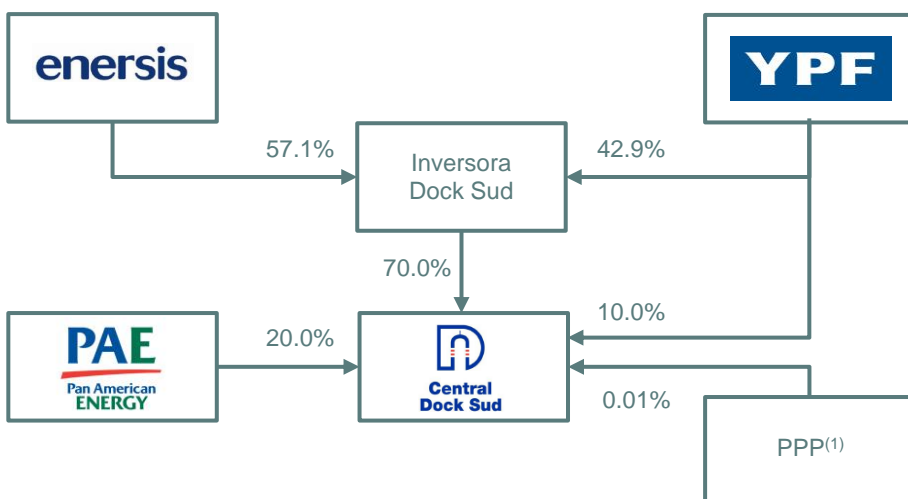 enersis
YPF
57.1%
Inversora
Dock Sud
42.9%
70.0%
PAE
Pan American
ENERGY
20.0%
Central
Dock Sud
10.0%
0.01%
PPP(1)